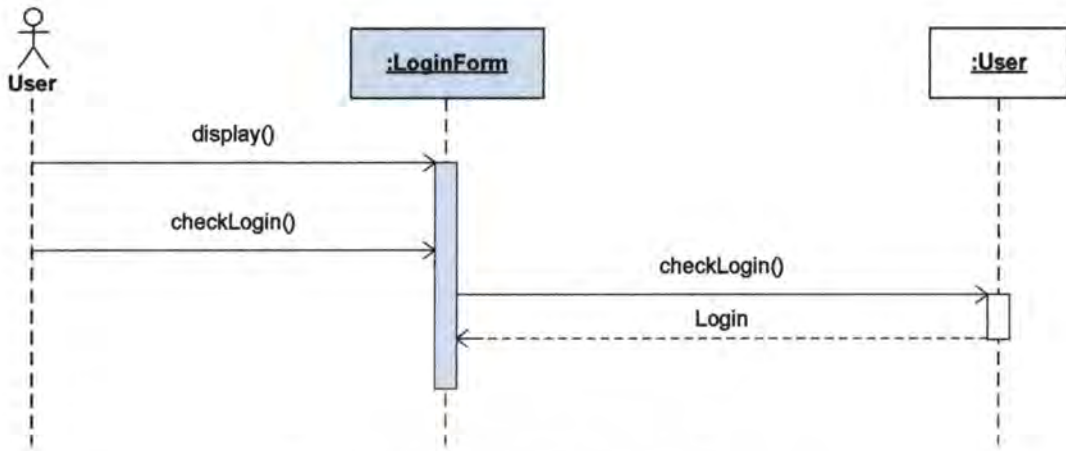 User
:LoginForm
:User
display()
checkLogin()
checkLogin()
Login